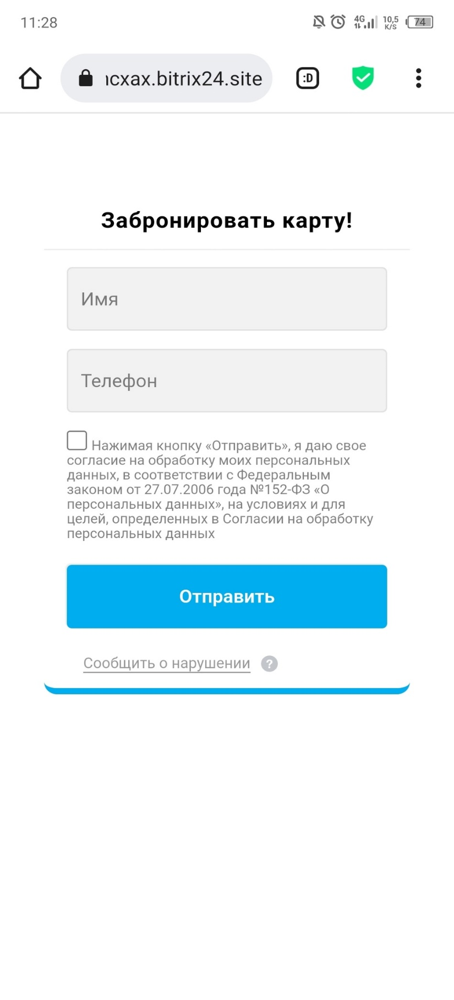 11:28
4G
10,5
K/S
74
ncxax.bitrix24.site
:D
Забронировать карту!
Имя
Телефон
Нажимая кнопку «Отправить», я даю свое
согласие на обработку моих персональных
данных, в соответствии с Федеральным
законом от 27.07.2006 года №152-ФЗ «О
персональных данных», на условиях и для
целей, определенных в Согласии на обработку
персональных данных
Отправить
Сообщить о нарушении ?